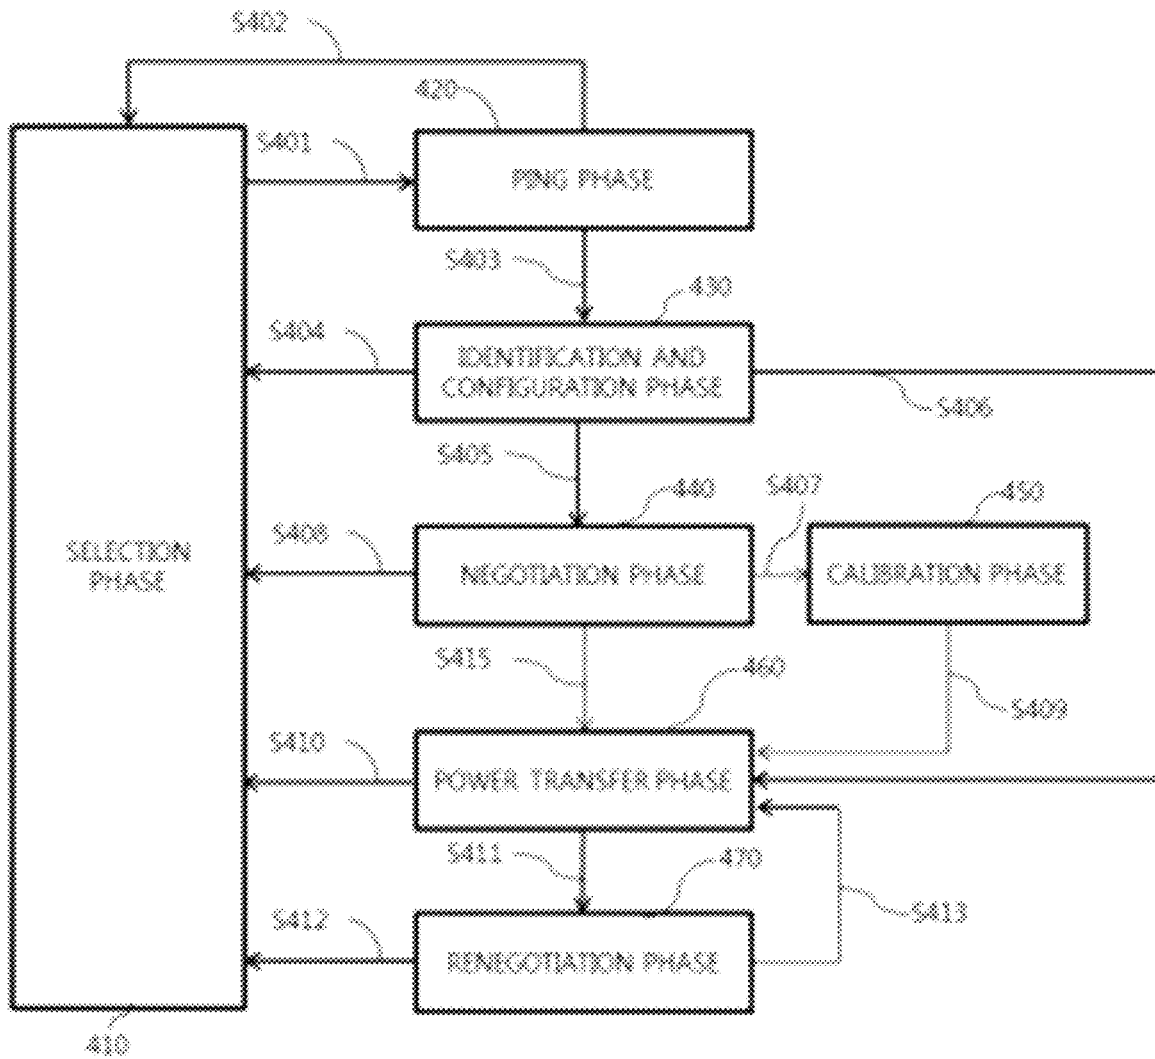 S402
420
S401
PING PHASE
S403
430
S404
IDENTIFICATION AND
CONFIGURATION PHASE
S406
S405
440
S407
450
S408
SELECTION
PHASE
NEGOTIATION PHASE
CALIBRATION PHASE
S415
460
S409
S410
POWER TRANSFER PHASE
S411
470
S413
S412
RENEGOTIATION PHASE
410